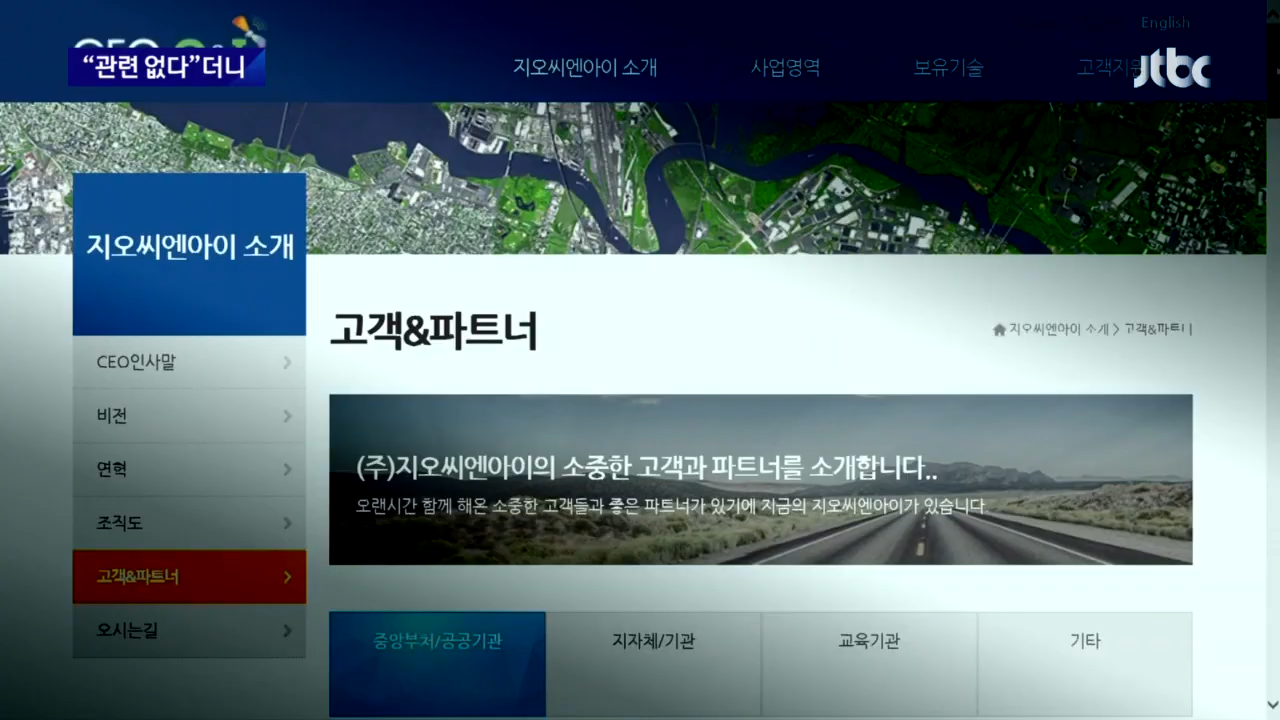 English
“관련 없다”더니
지오씨엔아이 소개
사업영역
보유기술
jtbc
지오씨엔아이 소개
고객&파트너
지오씨엔아이 소개 > 고객&파트너
CEO인사말
비전
연혁
조직도
고객&파트너
오시는길
(주)지오씨엔아이의 소중한 고객과 파트너를 소개합니다..
오랜시간 함께 해온 소중한 고객들과 좋은 파트너가 있기에 지금의 지오씨엔아이가 있습니다
중앙부처/공공기관
지자체/기관
교육기관
기타